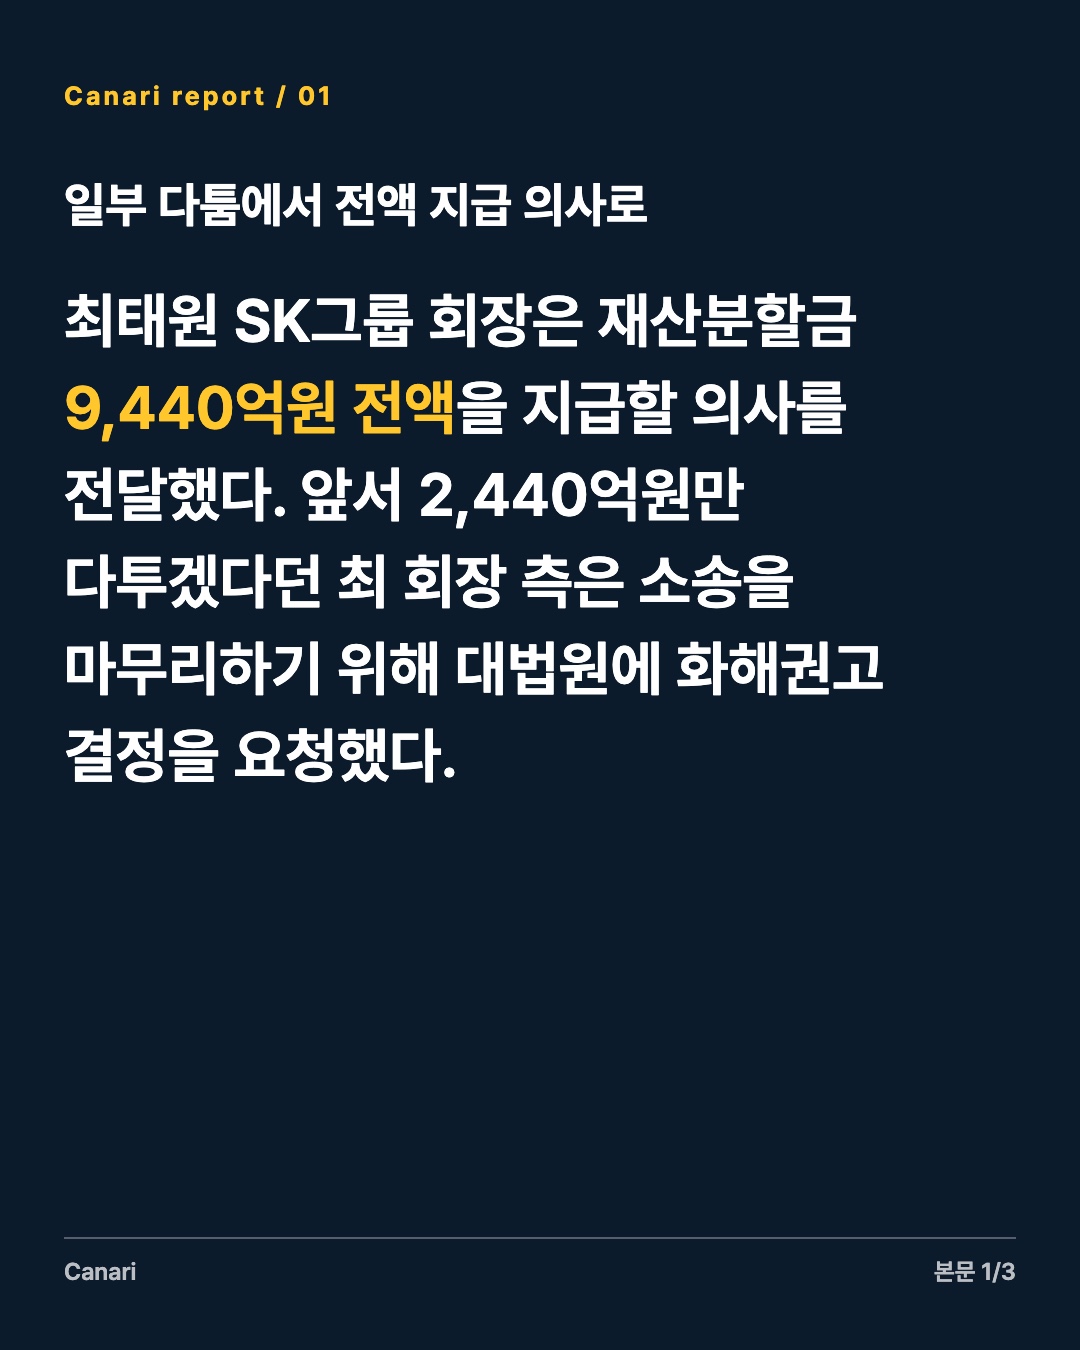 Canari report / 01
일부 다툼에서 전액 지급 의사로
최태원 SK그룹 회장은 재산분할금
9,440억원 전액을 지급할 의사를
전달했다. 앞서 2,440억원만
다투겠다던 최 회장 측은 소송을
마무리하기 위해 대법원에 화해권고
결정을 요청했다.
Canari
본문 1/3